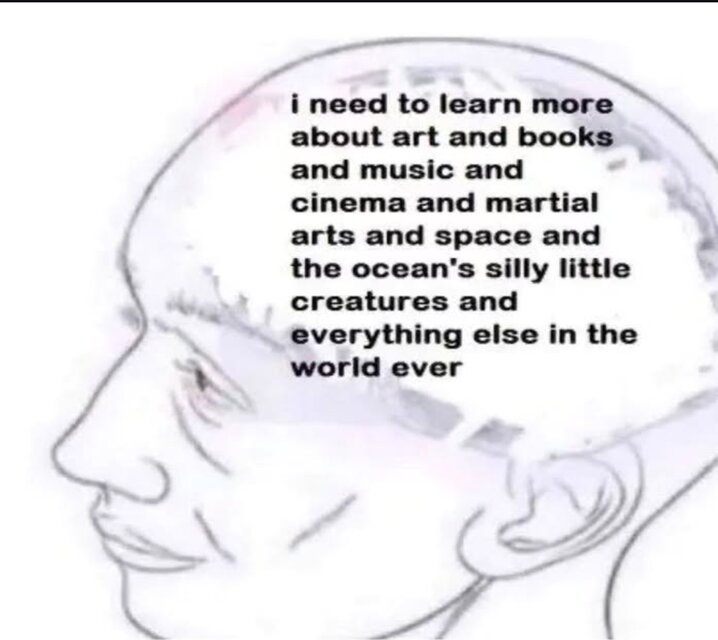 i need to learn more
about art and books
and music and
cinema and martial
arts and space and
the ocean's silly little
creatures and
everything else in the
world ever